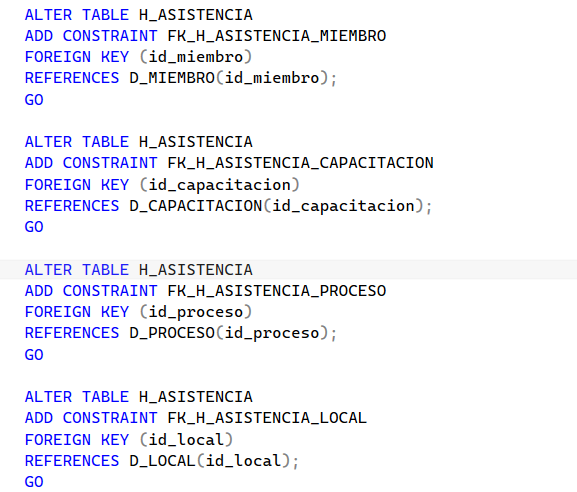 ALTER TABLE H_ASISTENCIA
ADD CONSTRAINT FK_H_ASISTENCIA_MIEMBRO
FOREIGN KEY (id_miembro)
REFERENCES D_MIEMBRO(id_miembro);
GO

ALTER TABLE H_ASISTENCIA
ADD CONSTRAINT FK_H_ASISTENCIA_CAPACITACION
FOREIGN KEY (id_capacitacion)
REFERENCES D_CAPACITACION(id_capacitacion);
GO

ALTER TABLE H_ASISTENCIA
ADD CONSTRAINT FK_H_ASISTENCIA_PROCESO
FOREIGN KEY (id_proceso)
REFERENCES D_PROCESO(id_proceso);
GO

ALTER TABLE H_ASISTENCIA
ADD CONSTRAINT FK_H_ASISTENCIA_LOCAL
FOREIGN KEY (id_local)
REFERENCES D_LOCAL(id_local);
GO